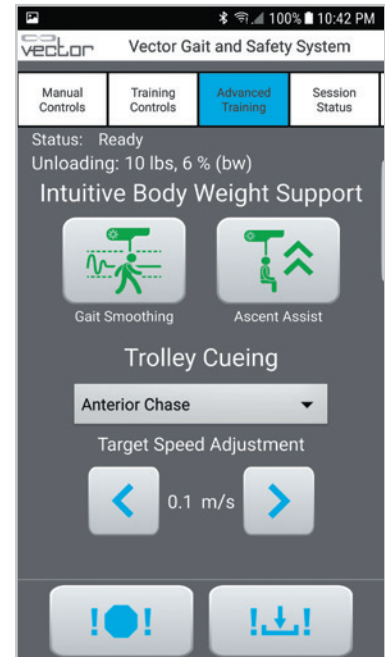 100% 10:42 PM
vector Vector Gait and Safety System
Manual Controls
Training Controls
Advanced Training
Session Status
Status: Ready
Unloading: 10 lbs, 6 % (bw)
Intuitive Body Weight Support
Gait Smoothing
Ascent Assist
Trolley Cueing
Anterior Chase
Target Speed Adjustment
0.1 m/s
! !
! !